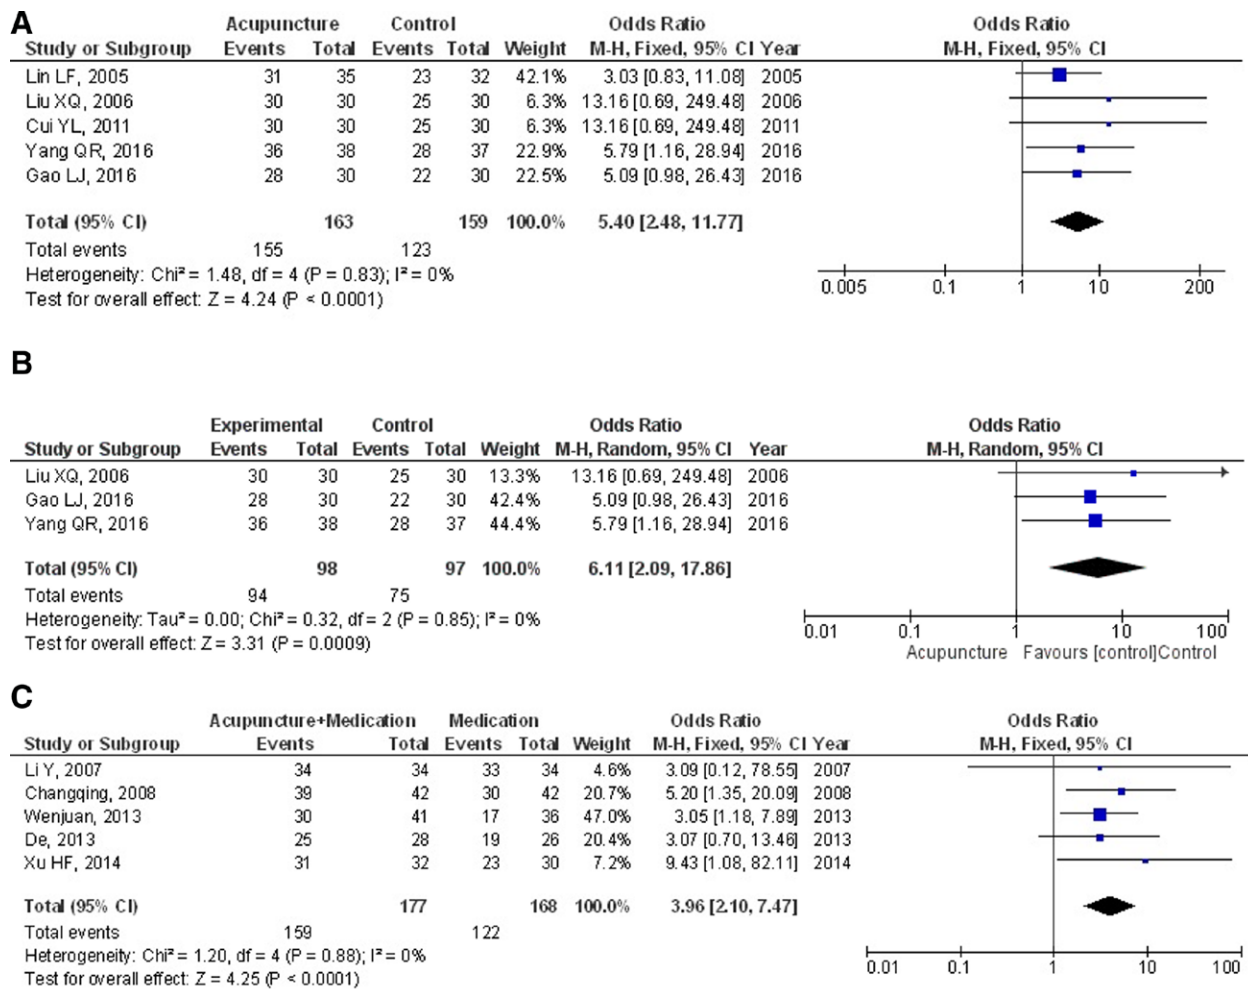 A
Acupuncture Control Odds Ratio Odds Ratio
Study or Subgroup Events Total Events Total Weight M-H, Fixed, 95% CI Year M-H, Fixed, 95% CI
Lin LF, 2005 31 35 23 32 42.1% 3.03 [0.83, 11.08] 2005
Liu XQ, 2006 30 30 25 30 6.3% 13.16 [0.69, 249.48] 2006
Cui YL, 2011 30 30 25 30 6.3% 13.16 [0.69, 249.48] 2011
Yang QR, 2016 36 38 28 37 22.9% 5.79 [1.16, 28.94] 2016
Gao LJ, 2016 28 30 22 30 22.5% 5.09 [0.98, 26.43] 2016
Total (95% CI) 163 159 100.0% 5.40 [2.48, 11.77]
Total events 155 123
Heterogeneity: Chi² = 1.48, df = 4 (P = 0.83); I² = 0%
Test for overall effect: Z = 4.24 (P < 0.0001)
0.005 0.1 1 10 200
B
Experimental Control Odds Ratio Odds Ratio
Study or Subgroup Events Total Events Total Weight M-H, Random, 95% CI Year M-H, Random, 95% CI
Liu XQ, 2006 30 30 25 30 13.3% 13.16 [0.69, 249.48] 2006
Gao LJ, 2016 28 30 22 30 42.4% 5.09 [0.98, 26.43] 2016
Yang QR, 2016 36 38 28 37 44.4% 5.79 [1.16, 28.94] 2016
Total (95% CI) 98 97 100.0% 6.11 [2.09, 17.86]
Total events 94 75
Heterogeneity: Tau² = 0.00; Chi² = 0.32, df = 2 (P = 0.85); I² = 0%
Test for overall effect: Z = 3.31 (P = 0.0009)
0.01 0.1 1 10 100
Acupuncture Favours [control]Control
C
Acupuncture+Medication Medication Odds Ratio Odds Ratio
Study or Subgroup Events Total Events Total Weight M-H, Fixed, 95% CI Year M-H, Fixed, 95% CI
Li Y, 2007 34 34 33 34 4.6% 3.09 [0.12, 78.55] 2007
Changqing, 2008 39 42 30 42 20.7% 5.20 [1.35, 20.09] 2008
Wenjuan, 2013 30 41 17 36 47.0% 3.05 [1.18, 7.89] 2013
De, 2013 25 28 19 26 20.4% 3.07 [0.70, 13.46] 2013
Xu HF, 2014 31 32 23 30 7.2% 9.43 [1.08, 82.11] 2014
Total (95% CI) 177 168 100.0% 3.96 [2.10, 7.47]
Total events 159 122
Heterogeneity: Chi² = 1.20, df = 4 (P = 0.88); I² = 0%
Test for overall effect: Z = 4.25 (P < 0.0001)
0.01 0.1 1 10 100